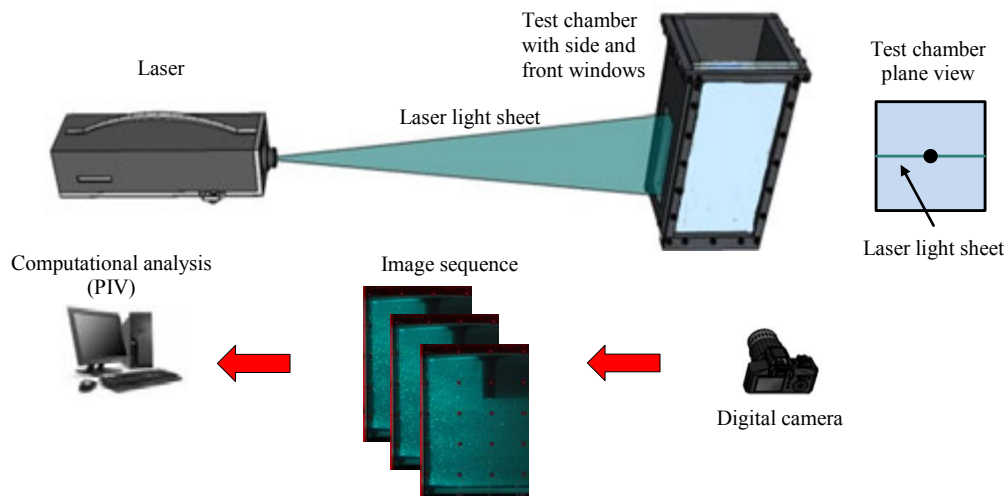 Test chamber
with side and
front windows
Laser
Test chamber
plane view
Laser light sheet
Laser light sheet
Computational analysis
(PIV)
Image sequence
Digital camera